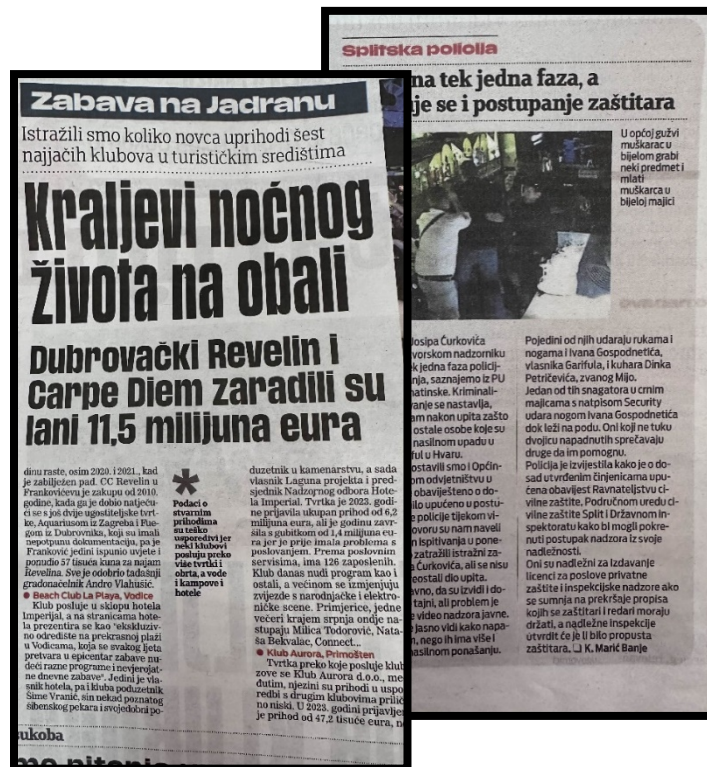 Zabava na Jadranu
Istražili smo koliko novca uprihodi šest
najjačih klubova u turističkim središtima
Kraljevi noćnog
života na obali
Dubrovački Revelin i
Carpe Diem zaradili su
lani 11,5 milijuna eura
dinu raste, osim 2020. i 2021., kad
je zabilježen pad. CC Revelin u
Frankovićevu je zakupu od 2010.
godine, kada ga je dobio natječu-
ći se s još dvije ugostiteljske tvrt-
ke, Aquariusom iz Zagreba i Fue-
gom iz Dubrovnika, koji su imali
nepotpunu dokumentaciju, pa je
Franković jedini ispunio uvjete i
ponudio 57 tisuća kuna za najam
Revelina. Sve je odobrio tadašnji
gradonačelnik Andro Vlahušić.
● Beach Club La Playa, Vodice
Klub posluje u sklopu hotela
Imperijal, a na stranicama hote-
la prezentira se kao "ekskluziv-
no odredište na prekrasnoj plaži
u Vodicama, koja se svakog ljeta
pretvara u epicentar zabave nu-
deći razne programe i nevjerojat-
ne dnevne zabave". Jedini je vlas-
nik hotela, pa i kluba poduzetnik
Šime Vranić, sin nekad poznatog
šibenskog pekara i svojedobni po-
*
Podaci o
stvarnim
prihodima
su teško
usporedivi jer
neki klubovi
posluju preko
više tvrtki i
obrta, a vode
i kampove i
hotele
duzetnik u kamenarstvu, a sada
vlasnik Laguna projekta i pred-
sjednik Nadzornog odbora Hote-
la Imperial. Tvrtka je 2023. godi-
ne prijavila ukupan prihod od 6,2
milijuna eura, ali je godinu zavr-
šila s gubitkom od 1,4 milijuna eu-
ra jer je prije imala problema s
poslovanjem. Prema poslovnim
servisima, ima 126 zaposlenih.
Klub danas nudi program kao i
ostali, a većinom se izmjenjuju
zvijezde s narodnjačke i elektro-
ničke scene. Primjerice, jedne
večeri krajem srpnja ondje na-
stupaju Milica Todorović, Nata-
ša Bekvalac, Connect...
● Klub Aurora, Primošten
Tvrtka preko koje posluje klub
zove se Klub Aurora d.o.o., me
đutim, njezini su prihodi u uspo
redbi s drugim klubovima prilič
no niski. U 2023. godini prijavljen
je prihod od 47,2 tisuće eura, n
sukoba
Splitska policija
na tek jedna faza, a
je se i postupanje zaštitara
U općoj gužvi
muškarac u
bijelom grabi
neki predmet i
mlati
muškarca u
bijeloj majici
Josipa Ćurkovića
tvorskom nadzorniku
k jedna faza policij-
nja, saznajemo iz PU
matinske. Kriminali-
vanje se nastavlja,
am nakon upita zašto
ostale osobe koje su
nasilnom upadu u
ful u Hvaru.
ostavili smo i Općin-
om odvjetništvu u
obaviješteno o do-
ilo upućeno u postu-
e policije tijekom vi-
ovoru su nam naveli
n ispitivanja u pone-
zatražili istražni za-
a Ćurkovića, ali se nisu
reostali dio upita.
avno, da su izvidi i do-
tajni, ali problem je
video nadzora javne.
jasno vidi kako napa-
n, nego ih ima više i
nasilnom ponašanju.
Pojedini od njih udaraju rukama i
nogama i Ivana Gospodnetića,
vlasnika Garifula, i kuhara Dinka
Petričevića, zvanog Mijo.
Jedan od tih snagatora u crnim
majicama s natpisom Security
udara nogom Ivana Gospodnetića
dok leži na podu. Oni koji ne tuku
dvojicu napadnutih sprečavaju
druge da im pomognu.
Policija je izvijestila kako je o do-
sad utvrđenim činjenicama upu-
ćena obavijest Ravnateljstvu ci-
vilne zaštite, Područnom uredu ci-
vilne zaštite Split i Državnom in-
spektoratu kako bi mogli pokre-
nuti postupak nadzora iz svoje
nadležnosti.
Oni su nadležni za izdavanje
licenci za poslove privatne
zaštite i inspekcijske nadzore ako
se sumnja na prekršaje propisa
kojih se zaštitari i redari moraju
držati, a nadležne inspekcije
utvrdit će je li bilo propusta
zaštitara. ❏ K. Marić Banje